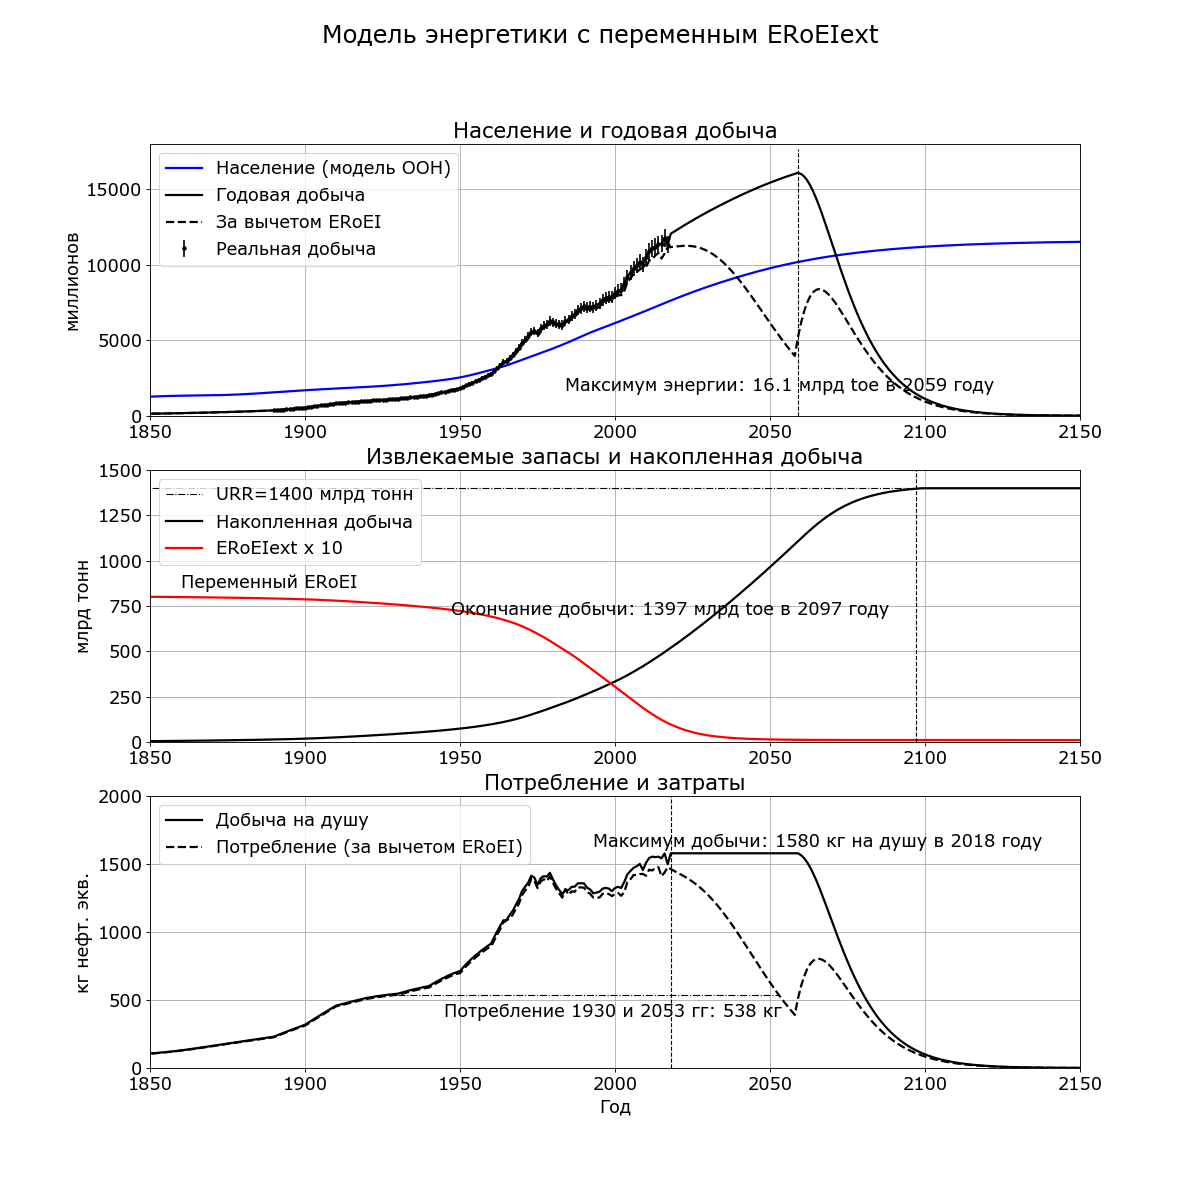 Модель энергетики с переменным ERoEIext
Население и годовая добыча
миллионов
15000
10000
5000
0
Население (модель ООН)
Годовая добыча
За вычетом ERoEI
Реальная добыча
Максимум энергии: 16.1 млрд toe в 2059 году
1850 1900 1950 2000 2050 2100 2150
Извлекаемые запасы и накопленная добыча
млрд тонн
1500
1250
1000
750
500
250
0
URR=1400 млрд тонн
Накопленная добыча
ERoEIext x 10
Переменный ERoEI
Окончание добычи: 1397 млрд toe в 2097 году
1850 1900 1950 2000 2050 2100 2150
Потребление и затраты
кг нефт. экв.
2000
1500
1000
500
0
Добыча на душу
Потребление (за вычетом ERoEI)
Максимум добычи: 1580 кг на душу в 2018 году
Потребление 1930 и 2053 гг: 538 кг
1850 1900 1950 2000 2050 2100 2150
Год